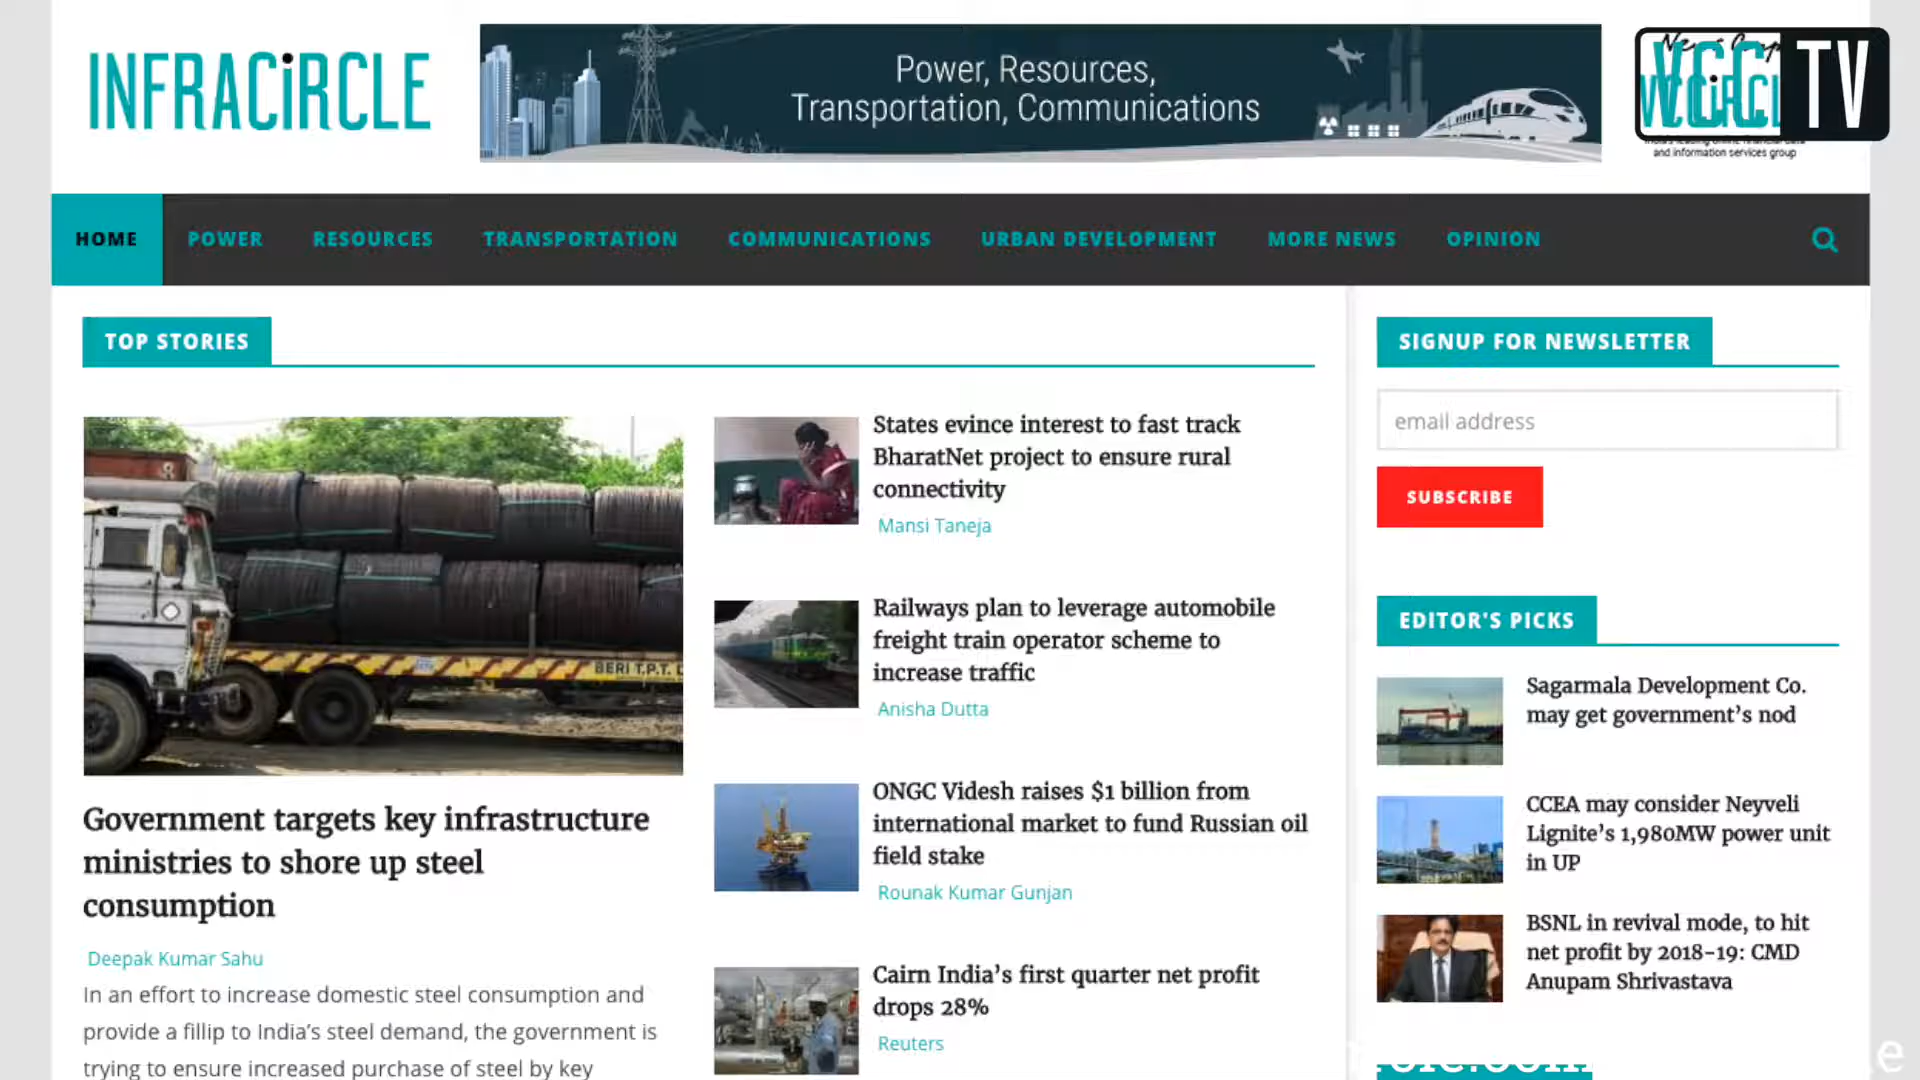 INFRACiRCLE
Power, Resources,
Transportation, Communications
TV
and information services group
HOME
POWER
RESOURCES
TRANSPORTATION
COMMUNICATIONS
URBAN DEVELOPMENT
MORE NEWS
OPINION
TOP STORIES
8
BERI T.P.T.
Government targets key infrastructure
ministries to shore up steel
consumption
Deepak Kumar Sahu
In an effort to increase domestic steel consumption and
provide a fillip to India’s steel demand, the government is
trying to ensure increased purchase of steel by key
States evince interest to fast track
BharatNet project to ensure rural
connectivity
Mansi Taneja
Railways plan to leverage automobile
freight train operator scheme to
increase traffic
Anisha Dutta
ONGC Videsh raises $1 billion from
international market to fund Russian oil
field stake
Rounak Kumar Gunjan
Cairn India’s first quarter net profit
drops 28%
Reuters
SIGNUP FOR NEWSLETTER
email address
SUBSCRIBE
EDITOR'S PICKS
Sagarmala Development Co.
may get government’s nod
CCEA may consider Neyveli
Lignite’s 1,980MW power unit
in UP
BSNL in revival mode, to hit
net profit by 2018-19: CMD
Anupam Shrivastava